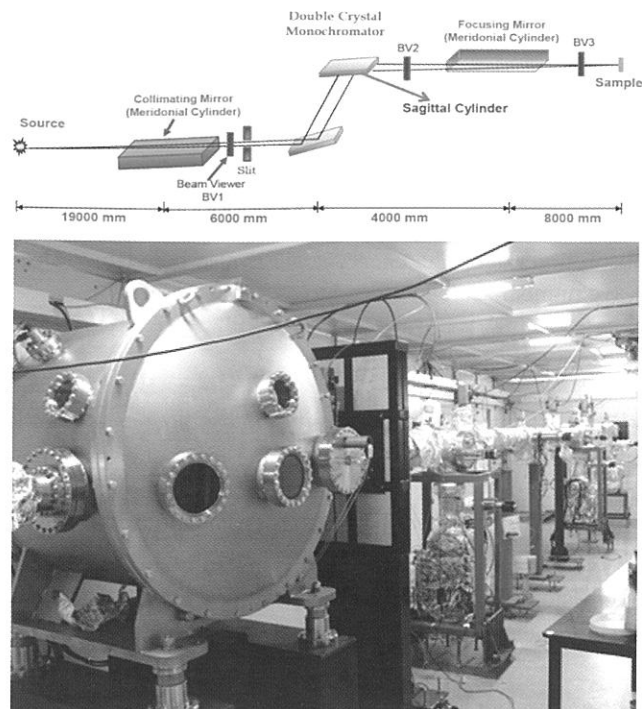 Double Crystal
Monochromator
Focusing Mirror
(Meridonial Cylinder)
BV2
BV3
Sample
Sagittal Cylinder
Collimating Mirror
(Meridonial Cylinder)
Source
Slit
Beam Viewer
BV1
19000 mm
6000 mm
4000 mm
8000 mm